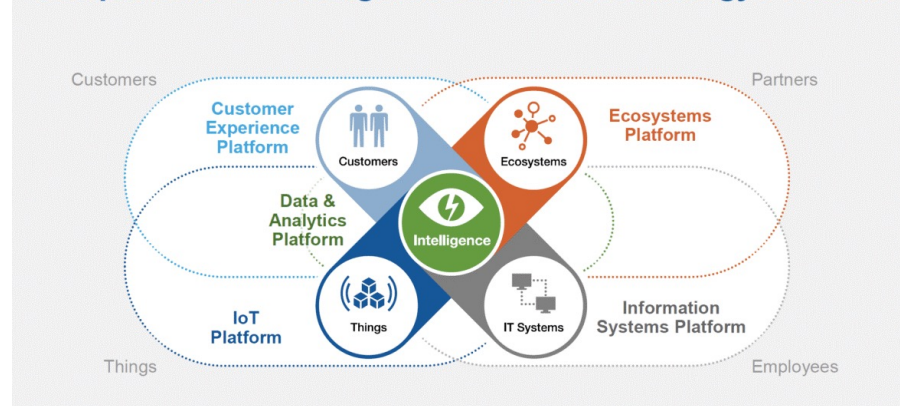 Customers
Partners
Customer
Experience
Platform
Customers
Ecosystems
Ecosystems
Platform
Data &
Analytics
Platform
Intelligence
IoT
Platform
Things
IT Systems
Information
Systems Platform
Things
Employees